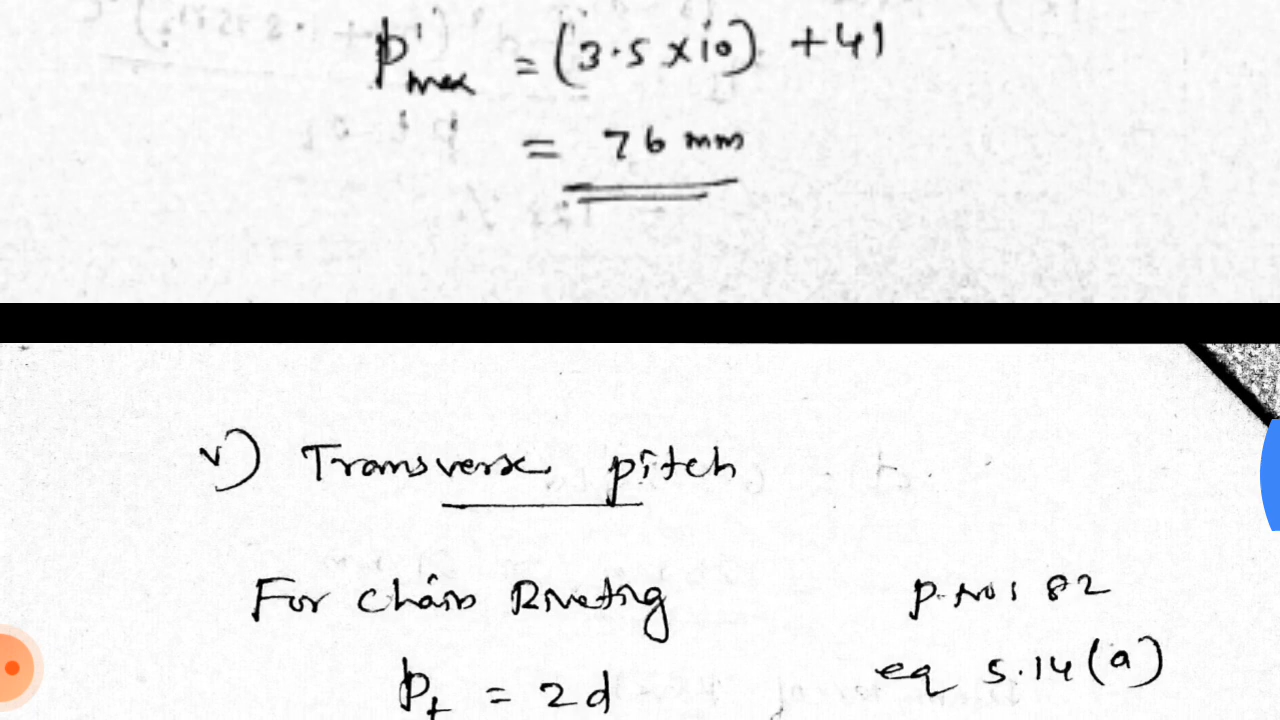 p'max = (3.5 x 10) + 41
= 76 mm
v) Transverse pitch
For chain Riveting P.No: 82
pt = 2d eq 5.14(a)